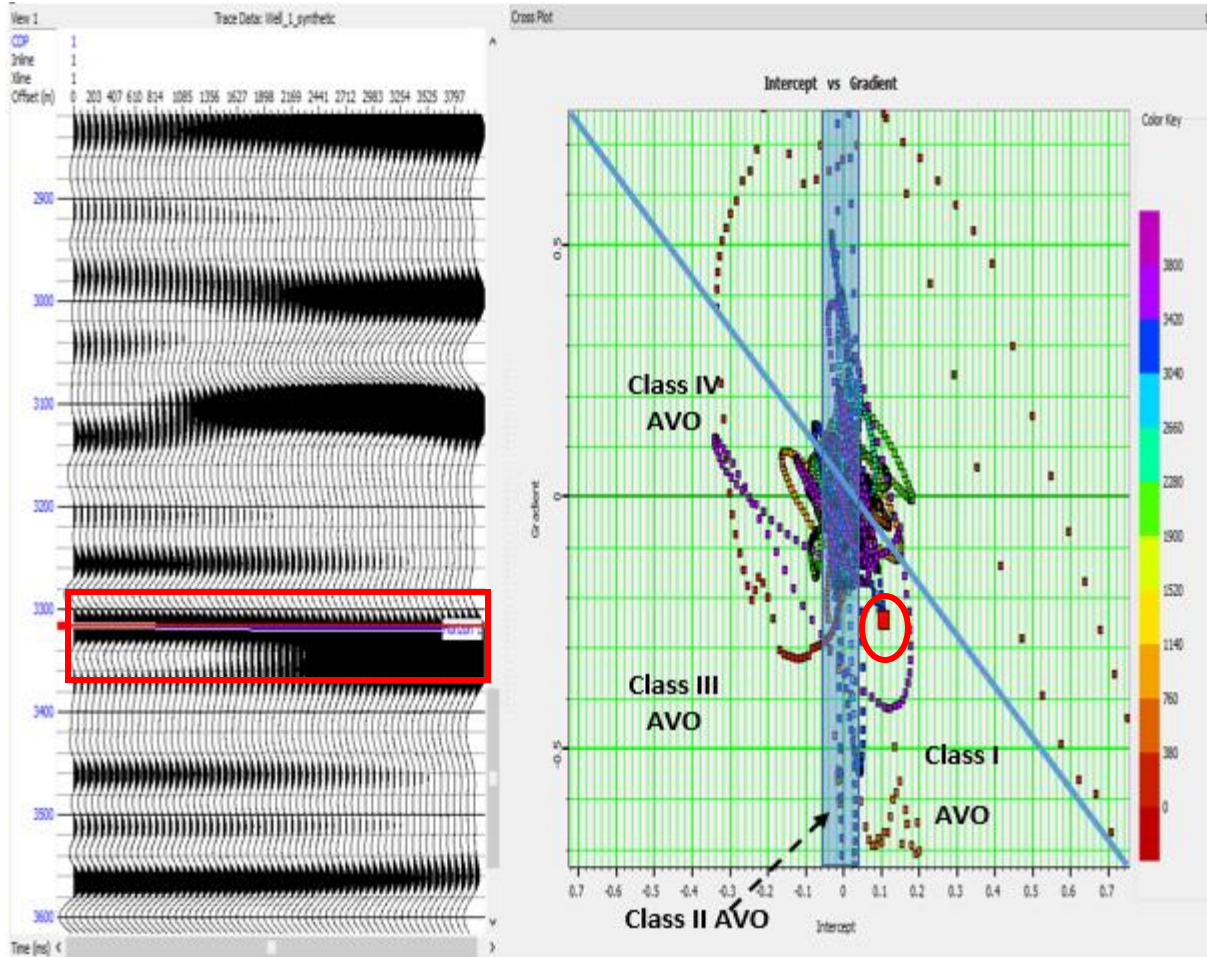 View 1
Trace Data: Well_1_synthetic
CDP 1
Inline 1
Xline 1
Offset (m) 0 203 407 610 814 1085 1356 1627 1898 2169 2441 2712 2983 3254 3525 3797
2900
3000
3100
3200
3300
3400
3500
3600
Time (ms)
Cross Plot
Intercept vs Gradient
Color Key
0.5
0
-0.5
Gradient
Class IV
AVO
Class III
AVO
Class I
AVO
Class II AVO
-0.7 -0.6 -0.5 -0.4 -0.3 -0.2 -0.1 0 0.1 0.2 0.3 0.4 0.5 0.6 0.7
Intercept
3800
3420
3040
2660
2280
1900
1520
1140
760
380
0